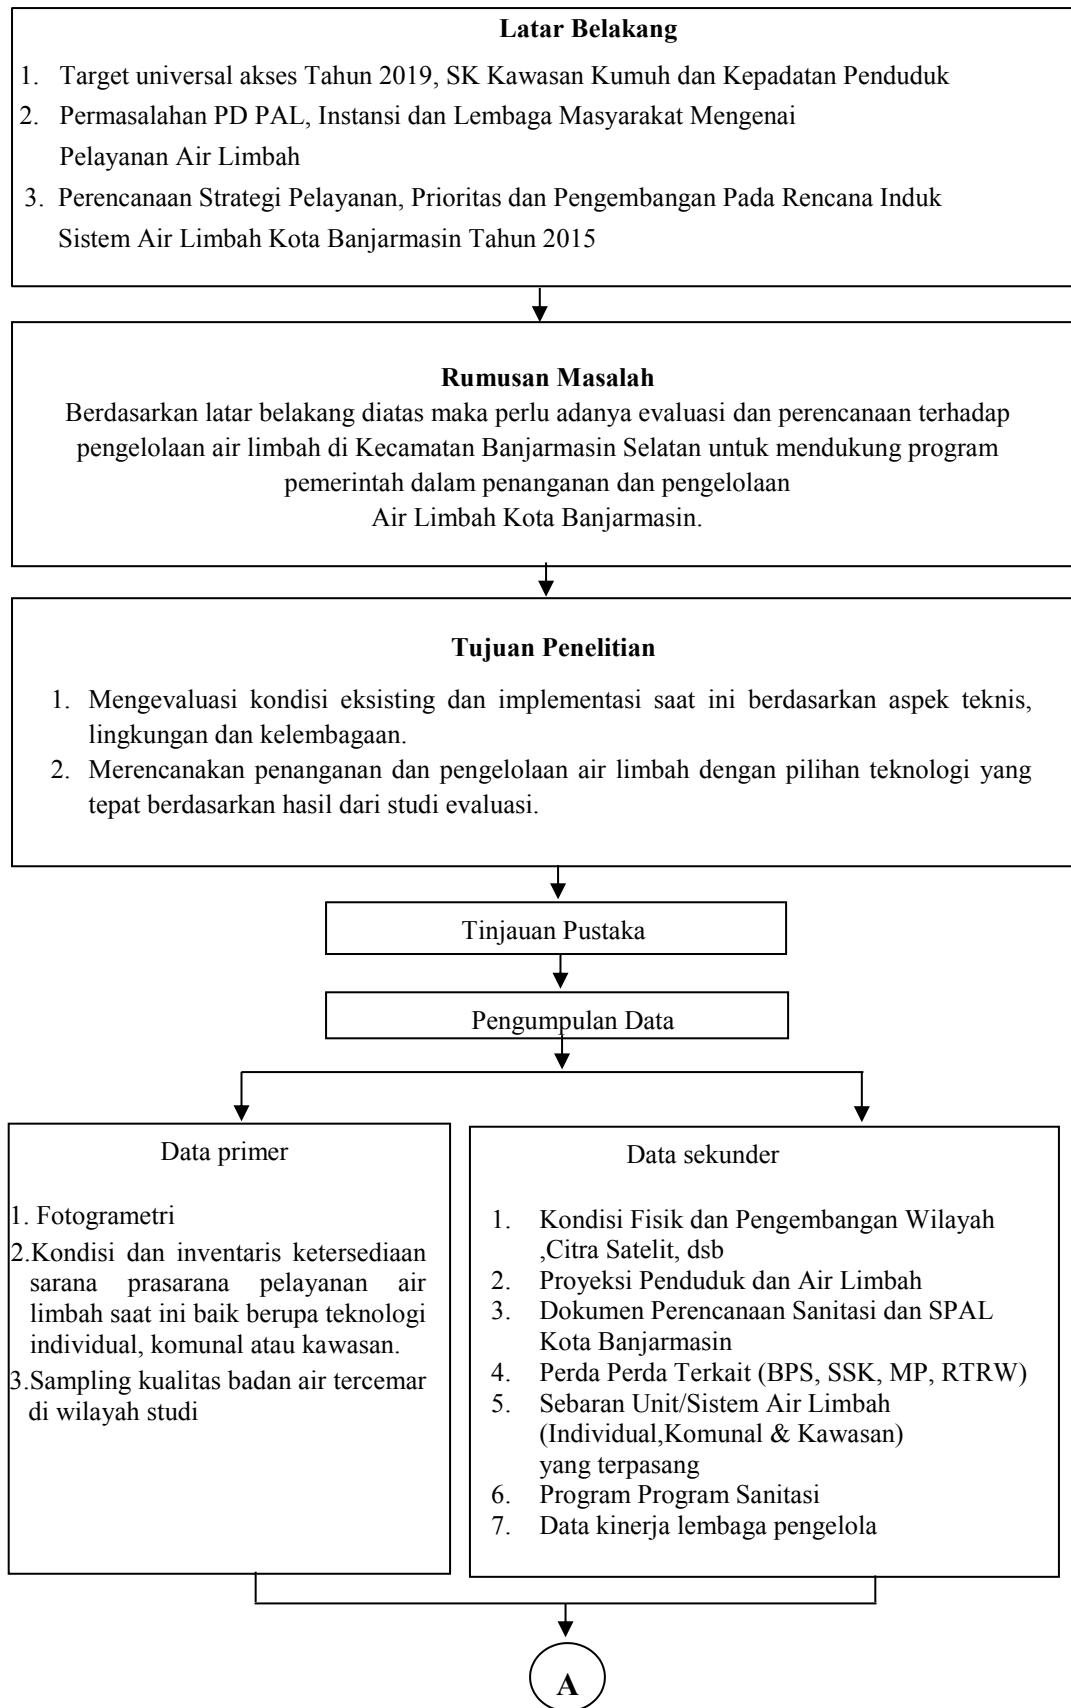 Latar Belakang
1. Target universal akses Tahun 2019, SK Kawasan Kumuh dan Kepadatan Penduduk
2. Permasalahan PD PAL, Instansi dan Lembaga Masyarakat Mengenai
Pelayanan Air Limbah
3. Perencanaan Strategi Pelayanan, Prioritas dan Pengembangan Pada Rencana Induk
Sistem Air Limbah Kota Banjarmasin Tahun 2015
Rumusan Masalah
Berdasarkan latar belakang diatas maka perlu adanya evaluasi dan perencanaan terhadap
pengelolaan air limbah di Kecamatan Banjarmasin Selatan untuk mendukung program
pemerintah dalam penanganan dan pengelolaan
Air Limbah Kota Banjarmasin.
Tujuan Penelitian
1. Mengevaluasi kondisi eksisting dan implementasi saat ini berdasarkan aspek teknis,
lingkungan dan kelembagaan.
2. Merencanakan penanganan dan pengelolaan air limbah dengan pilihan teknologi yang
tepat berdasarkan hasil dari studi evaluasi.
Tinjauan Pustaka
Pengumpulan Data
Data primer
1. Fotogrametri
2.Kondisi dan inventaris ketersediaan
sarana prasarana pelayanan air
limbah saat ini baik berupa teknologi
individual, komunal atau kawasan.
3.Sampling kualitas badan air tercemar
di wilayah studi
Data sekunder
1. Kondisi Fisik dan Pengembangan Wilayah
,Citra Satelit, dsb
2. Proyeksi Penduduk dan Air Limbah
3. Dokumen Perencanaan Sanitasi dan SPAL
Kota Banjarmasin
4. Perda Perda Terkait (BPS, SSK, MP, RTRW)
5. Sebaran Unit/Sistem Air Limbah
(Individual,Komunal & Kawasan)
yang terpasang
6. Program Program Sanitasi
7. Data kinerja lembaga pengelola
A